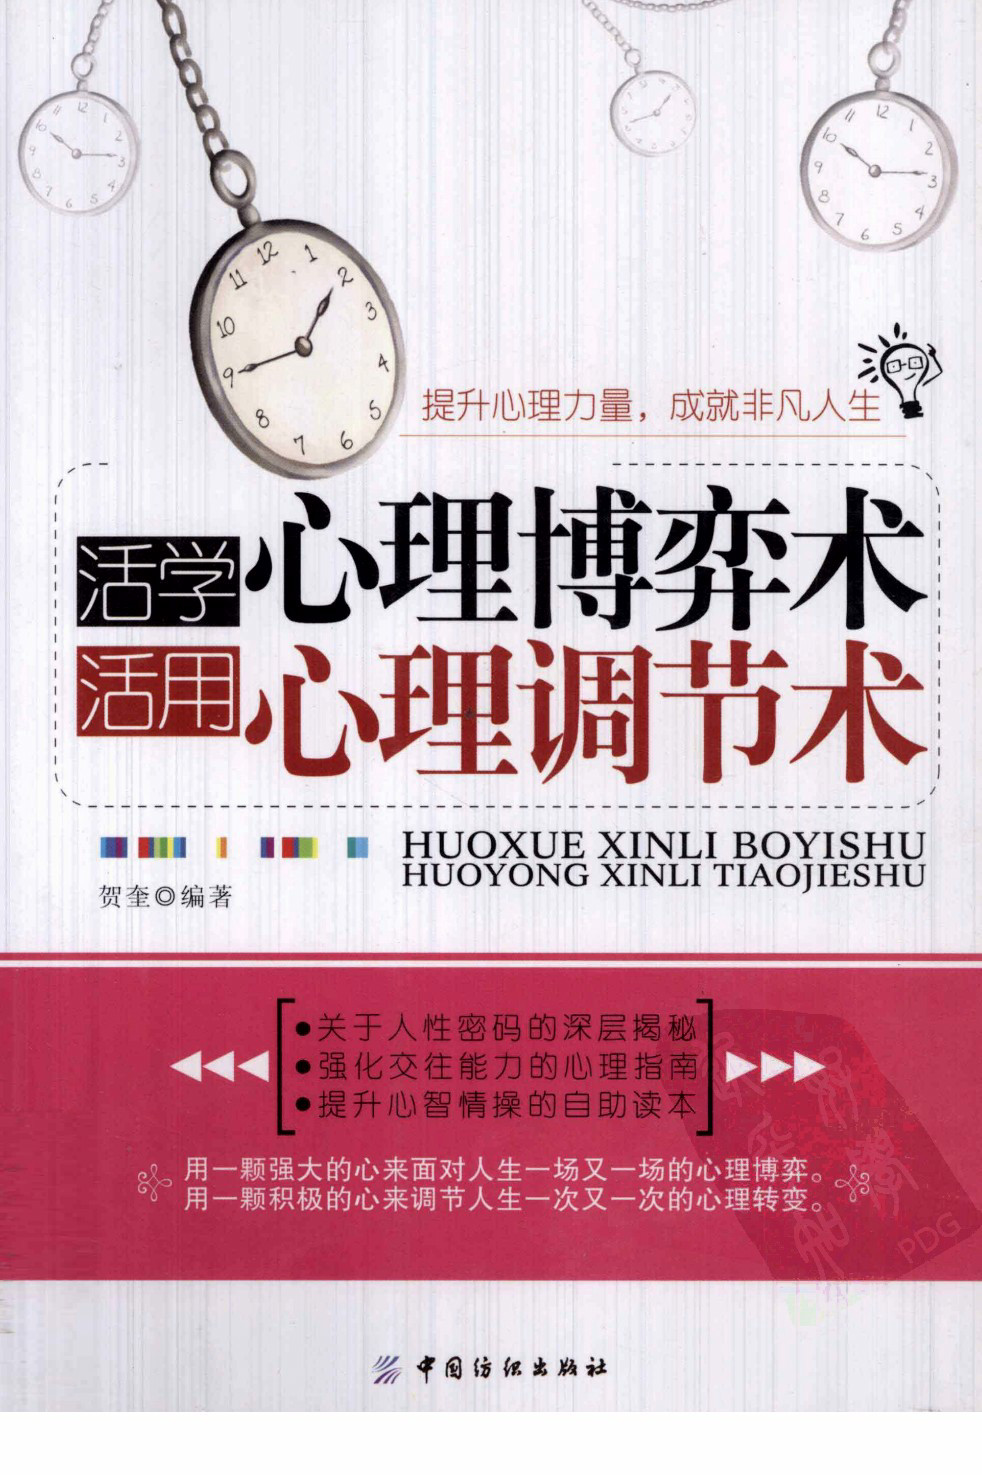 提升心理力量，成就非凡人生
活学 心理博弈术
活用 心理调节术
HUOXUE XINLI BOYISHU
HUOYONG XINLI TIAOJIESHU
贺奎◎编著
●关于人性密码的深层揭秘
●强化交往能力的心理指南
●提升心智情操的自助读本
用一颗强大的心来面对人生一场又一场的心理博弈。
用一颗积极的心来调节人生一次又一次的心理转变。
PDG
中国纺织出版社